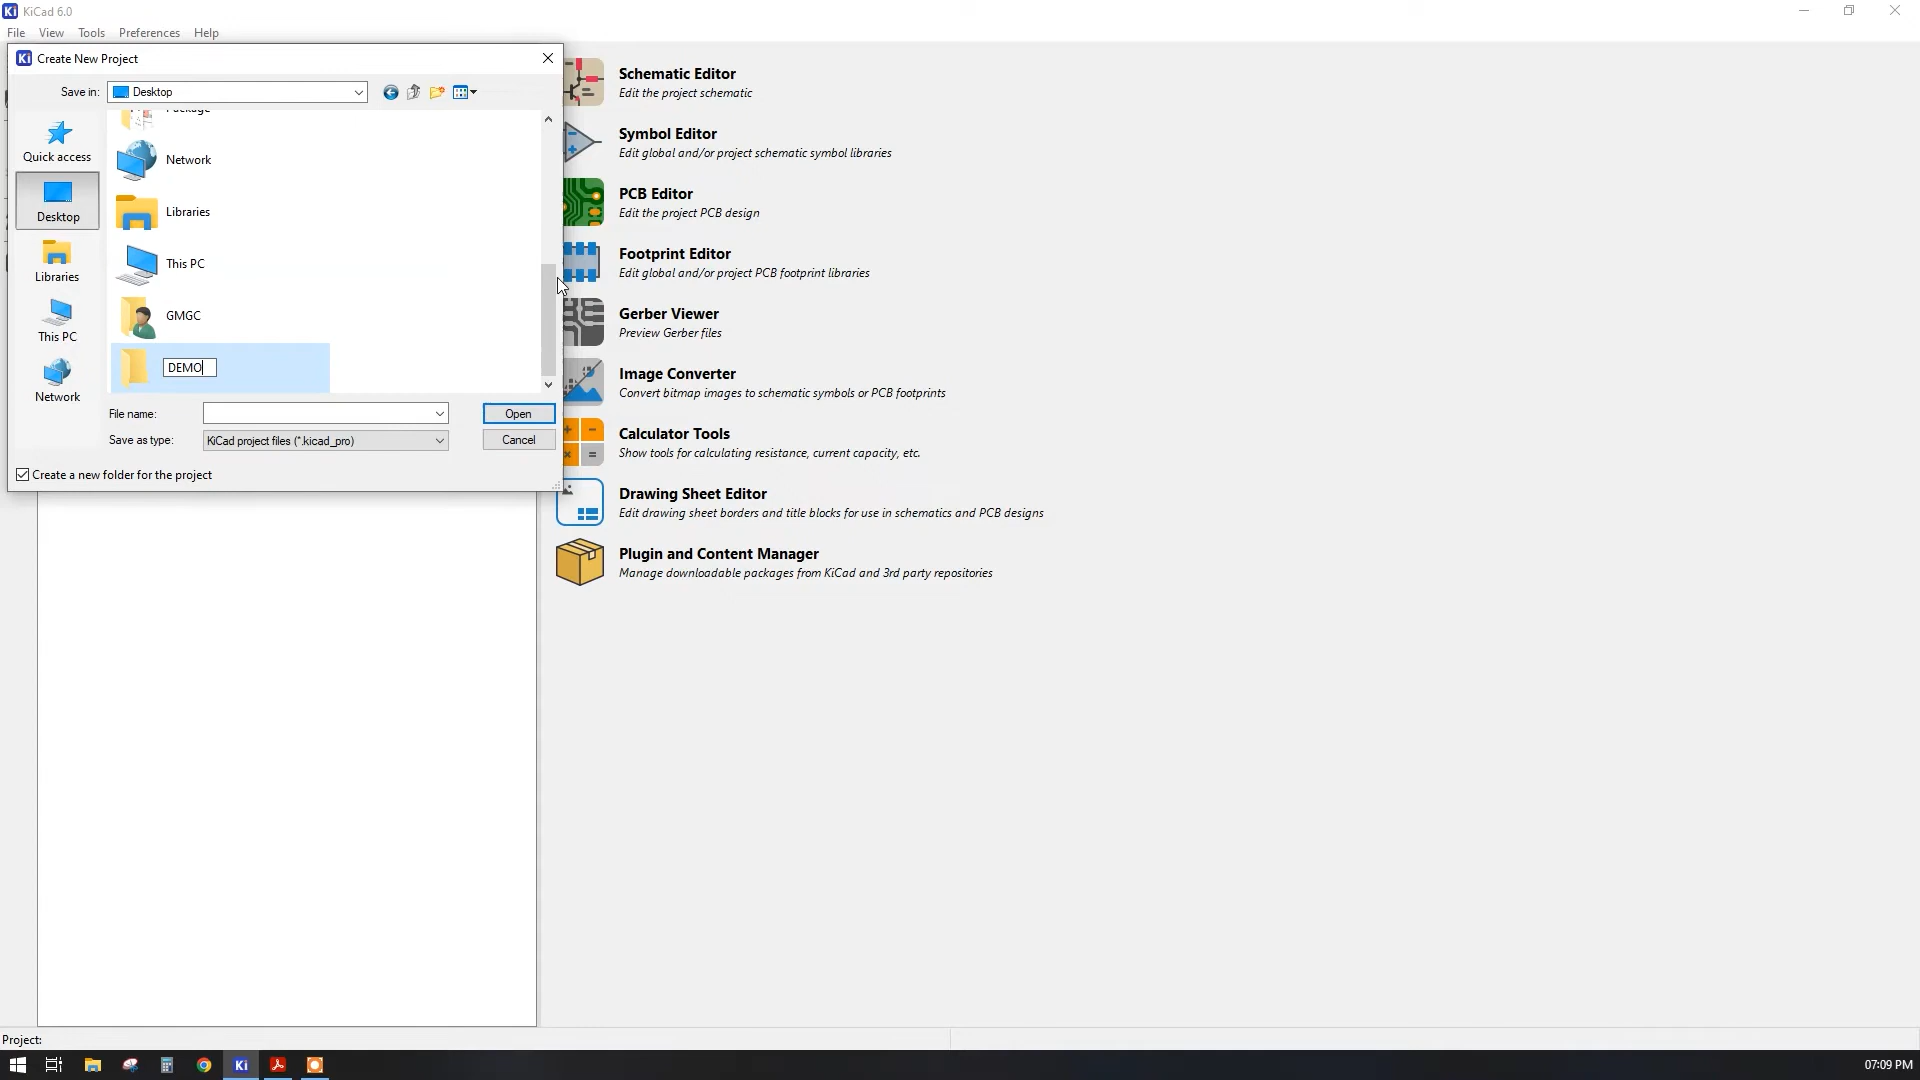 KiCad 6.0
File View Tools Preferences Help
Create New Project
Save in: Desktop
Quick access
Desktop
Libraries
This PC
Network
Package
Network
Libraries
This PC
GMGC
DEMO
File name: Open
Save as type: KiCad project files (*.kicad_pro) Cancel
Create a new folder for the project
Schematic Editor
Edit the project schematic
Symbol Editor
Edit global and/or project schematic symbol libraries
PCB Editor
Edit the project PCB design
Footprint Editor
Edit global and/or project PCB footprint libraries
Gerber Viewer
Preview Gerber files
Image Converter
Convert bitmap images to schematic symbols or PCB footprints
Calculator Tools
Show tools for calculating resistance, current capacity, etc.
Drawing Sheet Editor
Edit drawing sheet borders and title blocks for use in schematics and PCB designs
Plugin and Content Manager
Manage downloadable packages from KiCad and 3rd party repositories
Project:
07:09 PM